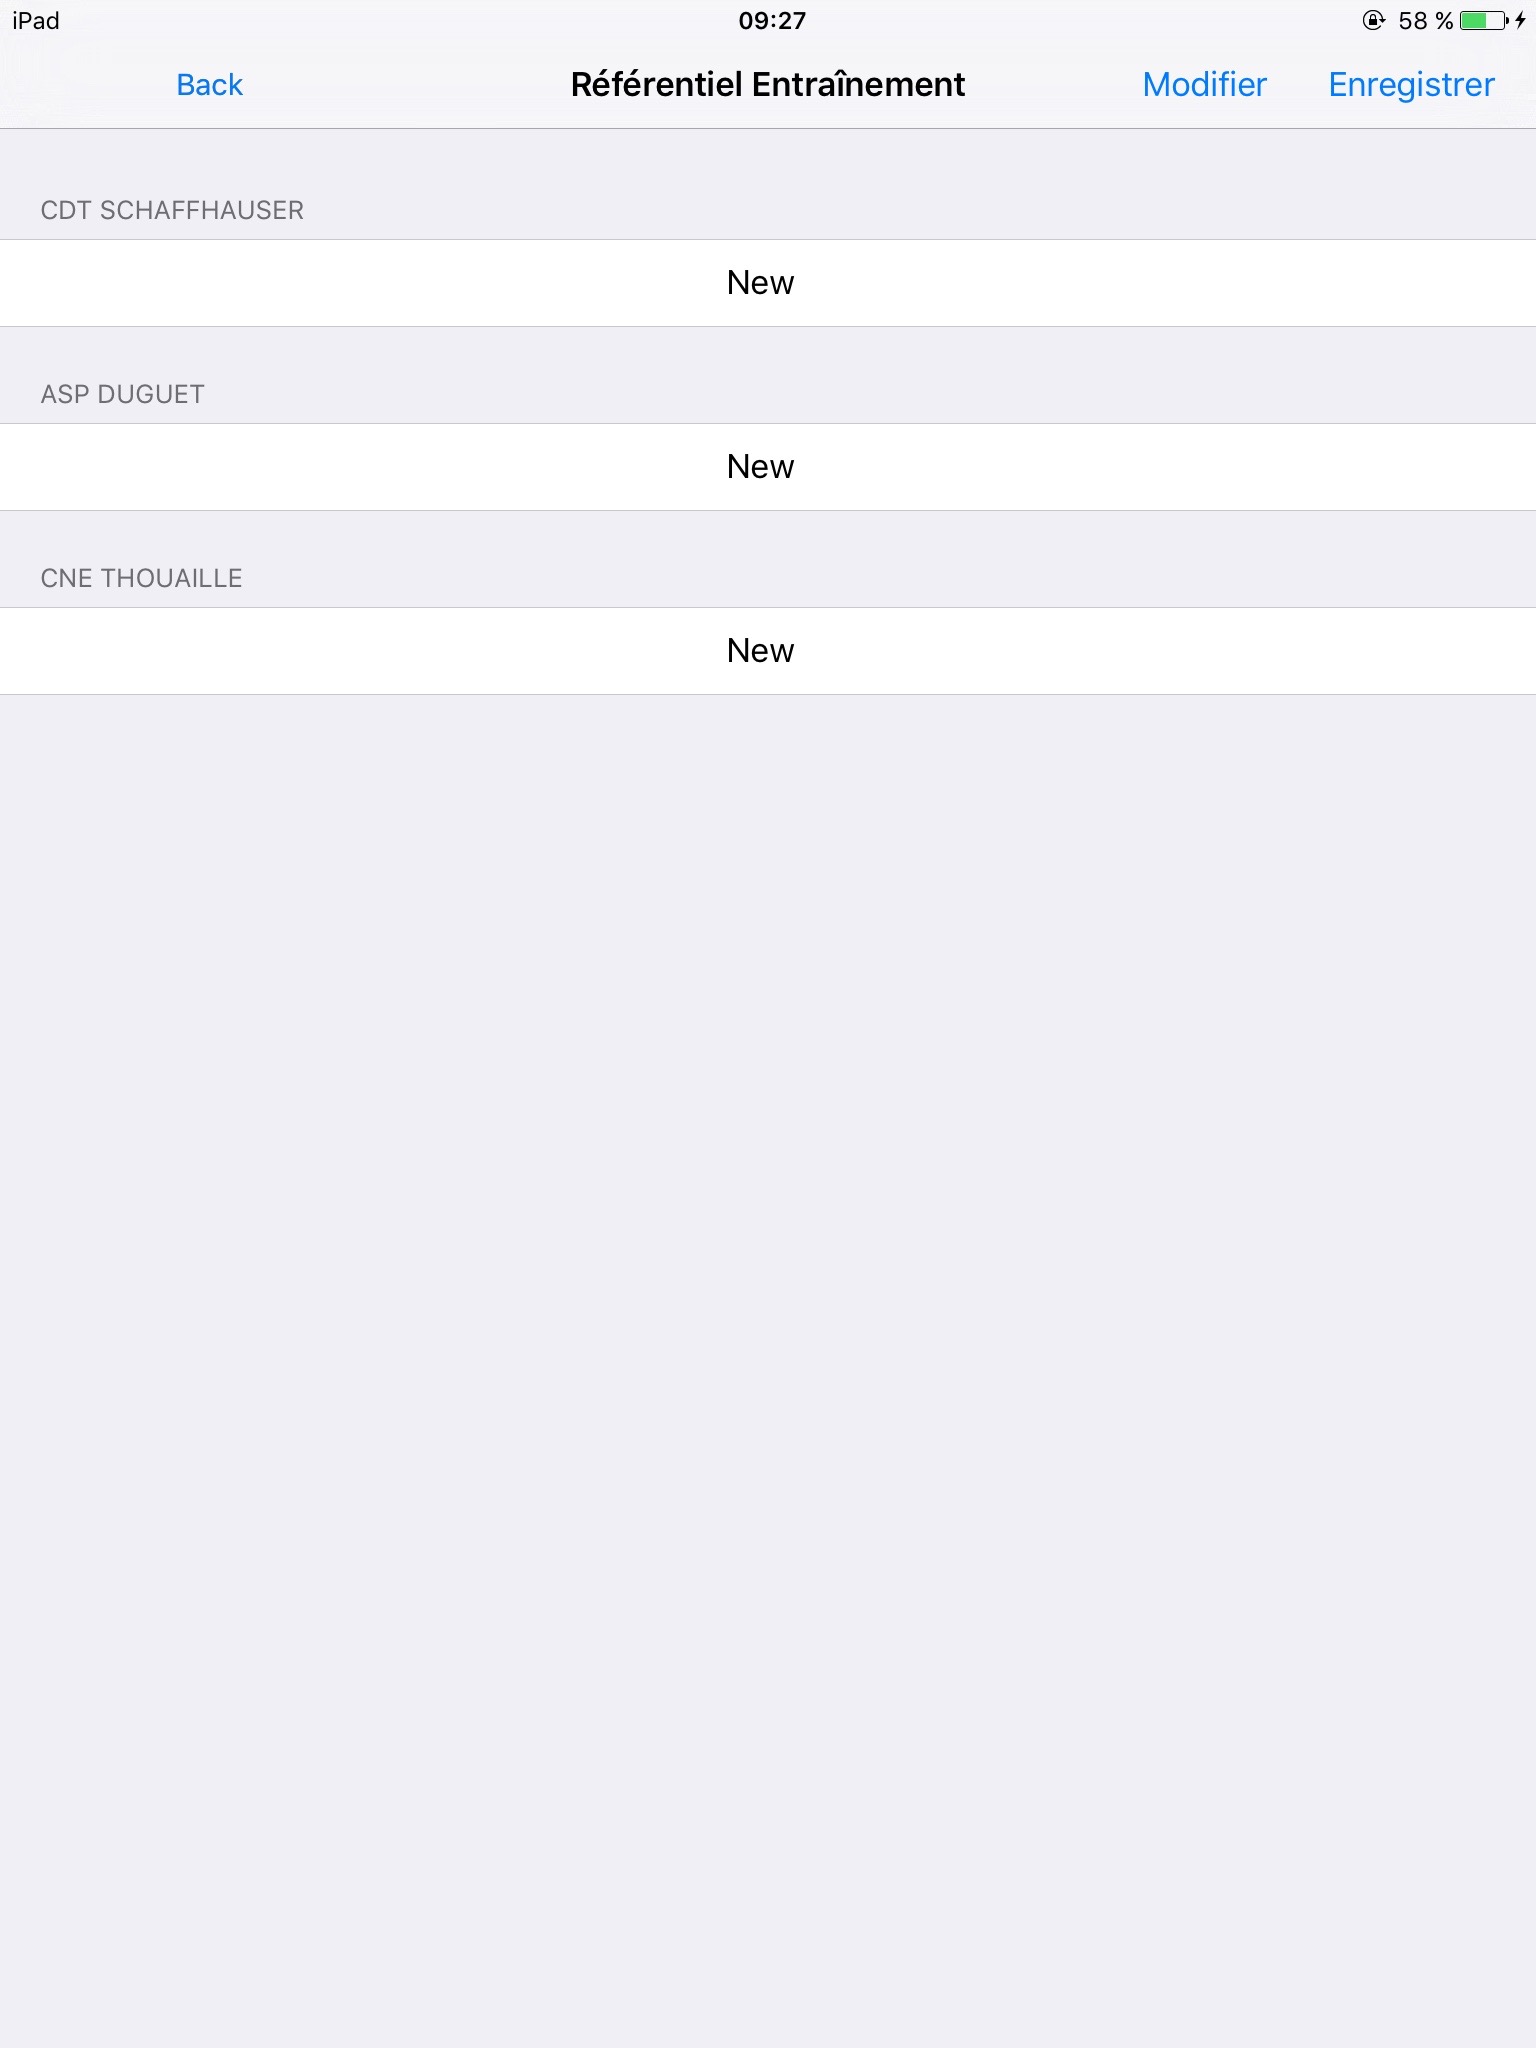 iPad 09:27 58 %
Back Référentiel Entraînement Modifier Enregistrer
CDT SCHAFFHAUSER
New
ASP DUGUET
New
CNE THOUAILLE
New